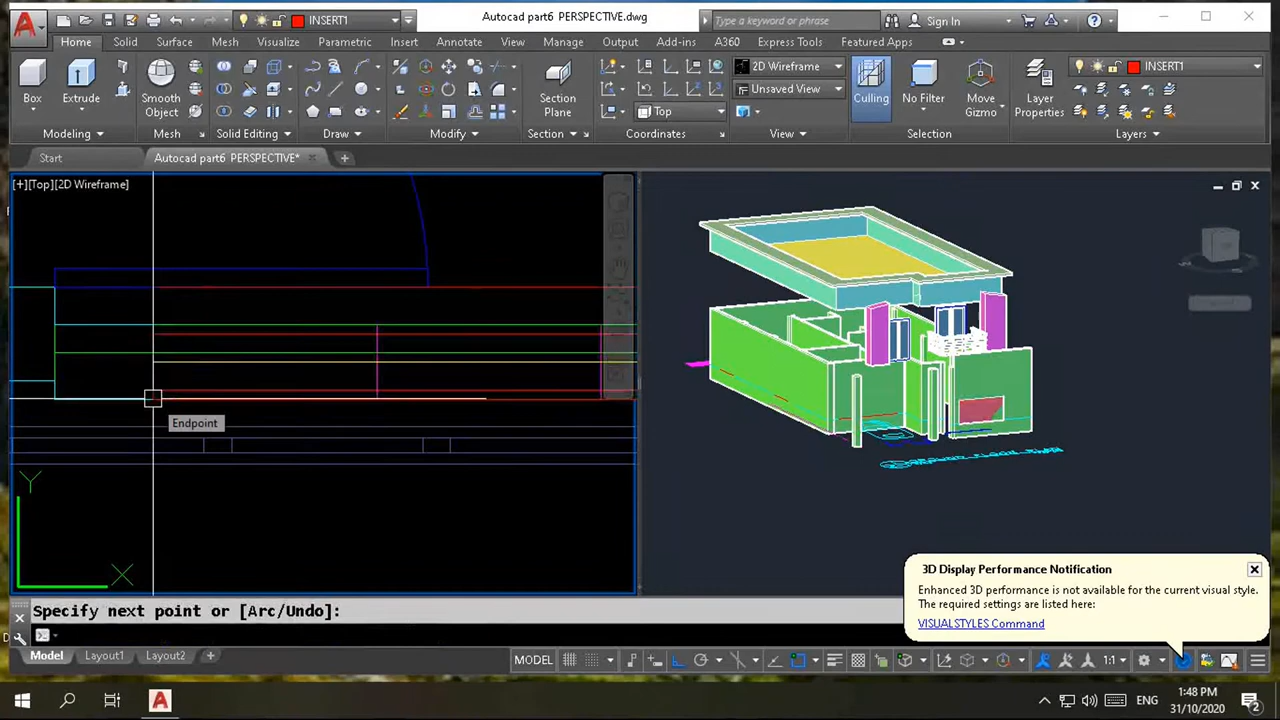 INSERT1
Autocad part6 PERSPECTIVE.dwg
Type a keyword or phrase
Sign In
Home Solid Surface Mesh Visualize Parametric Insert Annotate View Manage Output Add-ins A360 Express Tools Featured Apps
2D Wireframe
INSERT1
Unsaved View
Box Extrude Smooth Object Section Plane Top Culling No Filter Move Gizmo Layer Properties
Modeling Mesh Solid Editing Draw Modify Section Coordinates View Selection Layers
Start Autocad part6 PERSPECTIVE*
[+][Top][2D Wireframe]
Endpoint
Y
X
3D Display Performance Notification
Enhanced 3D performance is not available for the current visual style.
The required settings are listed here:
VISUALSTYLES Command
Specify next point or [Arc/Undo]:
Model Layout1 Layout2
MODEL 1:1
ENG
1:48 PM
31/10/2020
2